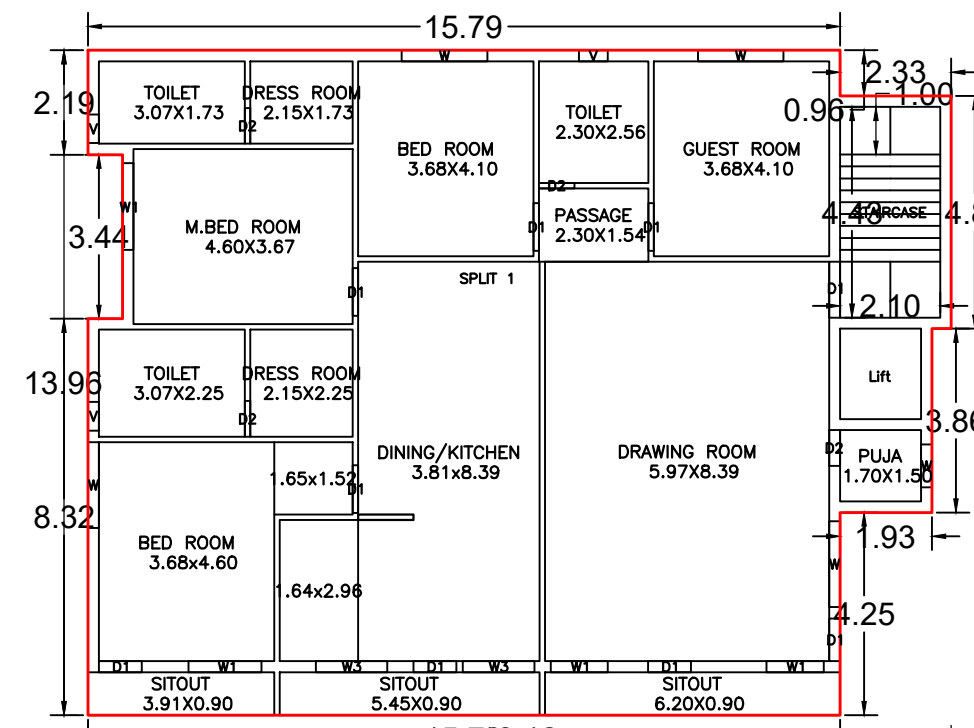 15.79
W
V
W
2.33
2.19
TOILET
3.07X1.73
DRESS ROOM
2.15X1.73
V
D2
0.96
1.00
TOILET
2.30X2.56
BED ROOM
3.68X4.10
GUEST ROOM
3.68X4.10
D2
W1
3.44
M.BED ROOM
4.60X3.67
PASSAGE
2.30X1.54
D1
D1
4.43
STAIRCASE
SPLIT 1
D1
D1
2.10
13.96
TOILET
3.07X2.25
DRESS ROOM
2.15X2.25
V
D2
Lift
3.86
DINING/KITCHEN
3.81x8.39
DRAWING ROOM
5.97X8.39
D2
PUJA
1.70X1.50
W
1.65x1.52
D1
W
8.32
BED ROOM
3.68x4.60
1.93
W
1.64x2.96
4.25
D1
D1
W1
W3
D1
W3
W1
D1
W1
SITOUT
3.91X0.90
SITOUT
5.45X0.90
SITOUT
6.20X0.90